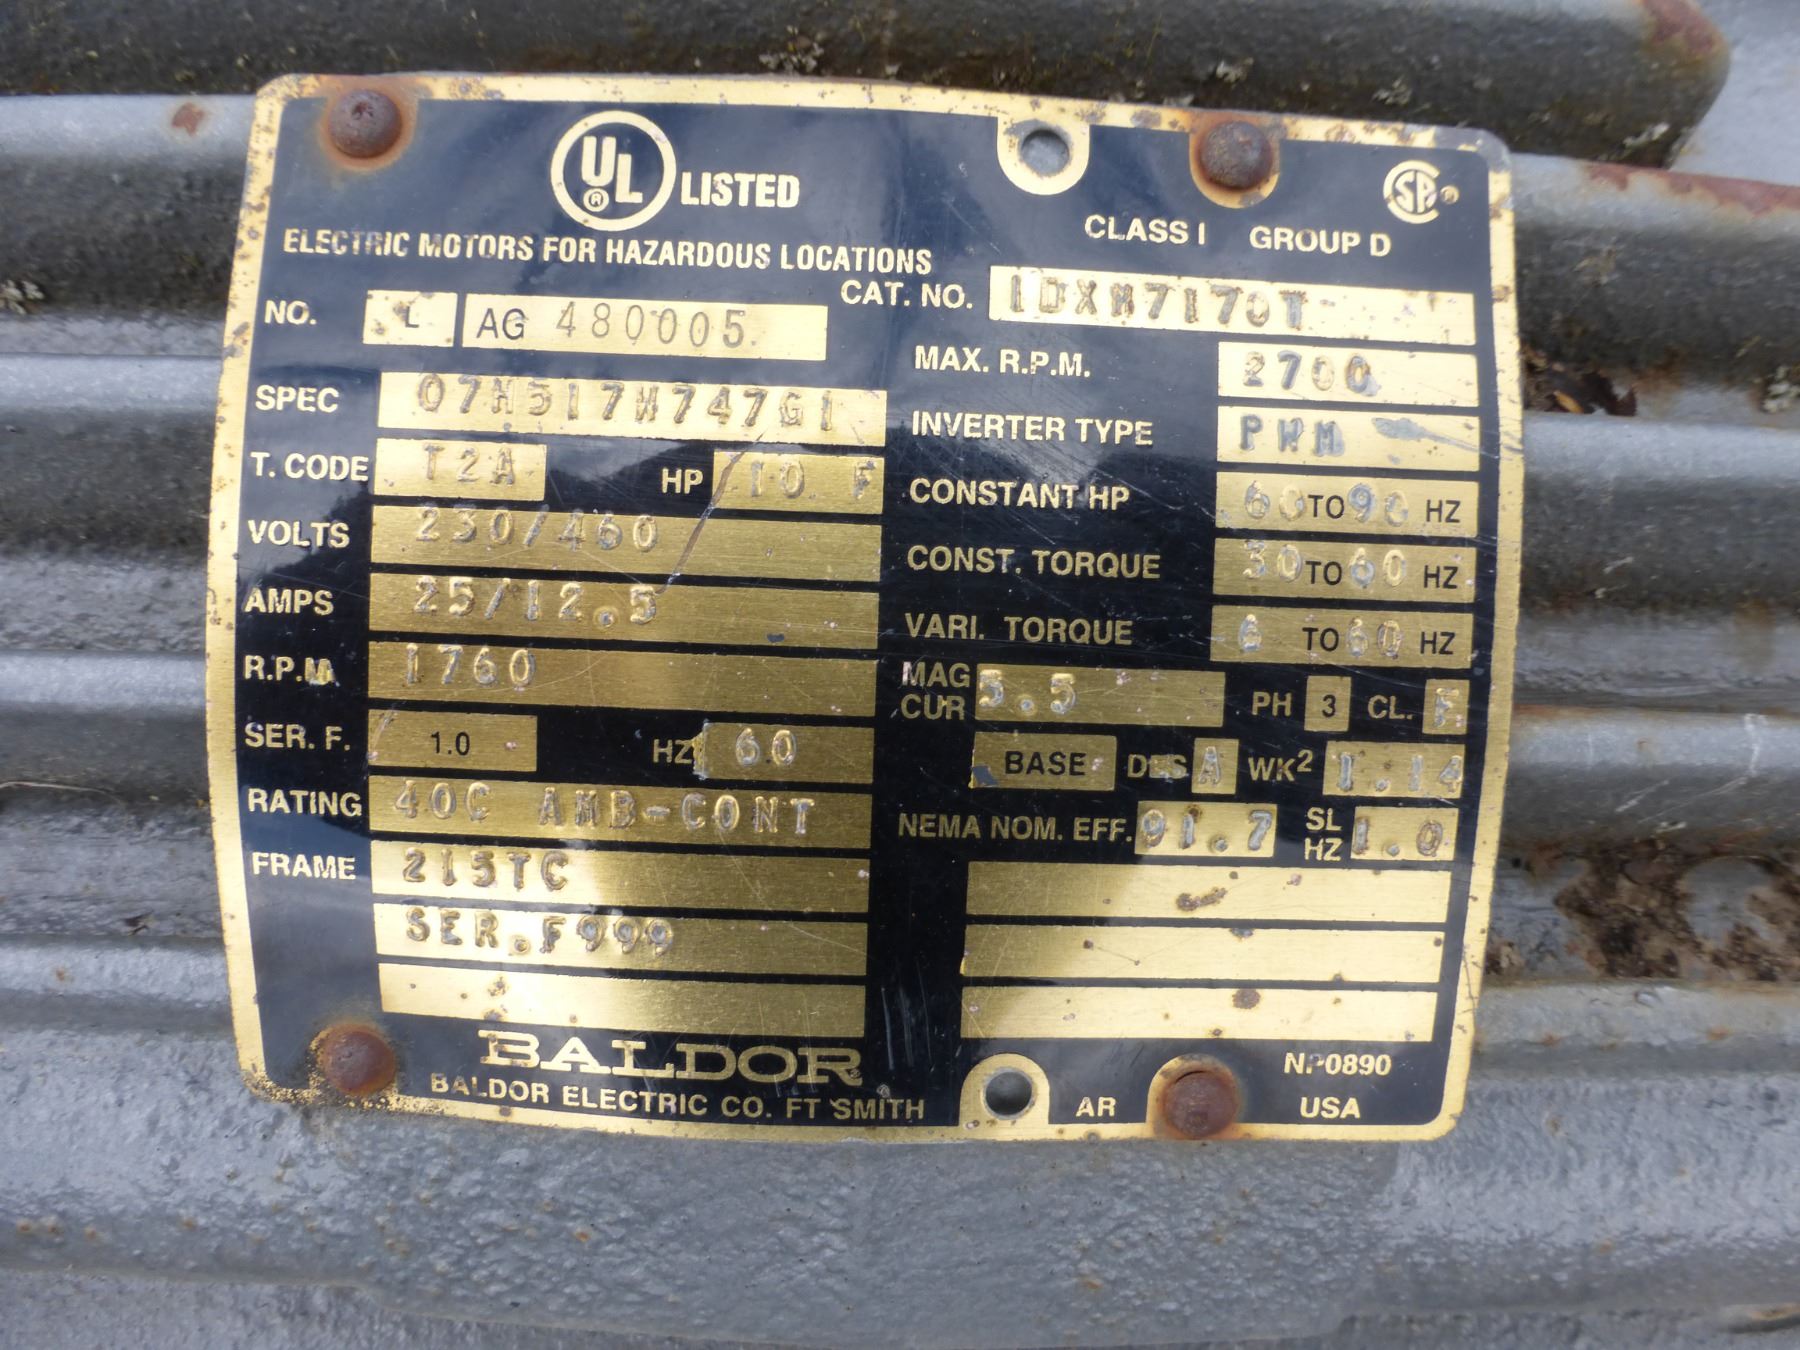 UL ® LISTED
CLASS I GROUP D SA ®
ELECTRIC MOTORS FOR HAZARDOUS LOCATIONS
CAT. NO. IDXM7170T
NO. L AG 480005
MAX. R.P.M. 2700
SPEC 07H517W747G1
INVERTER TYPE PWM
T. CODE T2A HP 10 F
CONSTANT HP 60 TO 90 HZ
VOLTS 230/460
CONST. TORQUE 30 TO 60 HZ
AMPS 25/12.5
VARI. TORQUE 6 TO 60 HZ
R.P.M. 1760
MAG CUR 5.5 PH 3 CL. F
SER. F. 1.0 HZ 60
BASE DES A WK² 1.14
RATING 40C AMB-CONT
NEMA NOM. EFF. 91.7 SL HZ 1.0
FRAME 215TC
SER.F999
BALDOR
BALDOR ELECTRIC CO. FT SMITH AR USA
NP0890